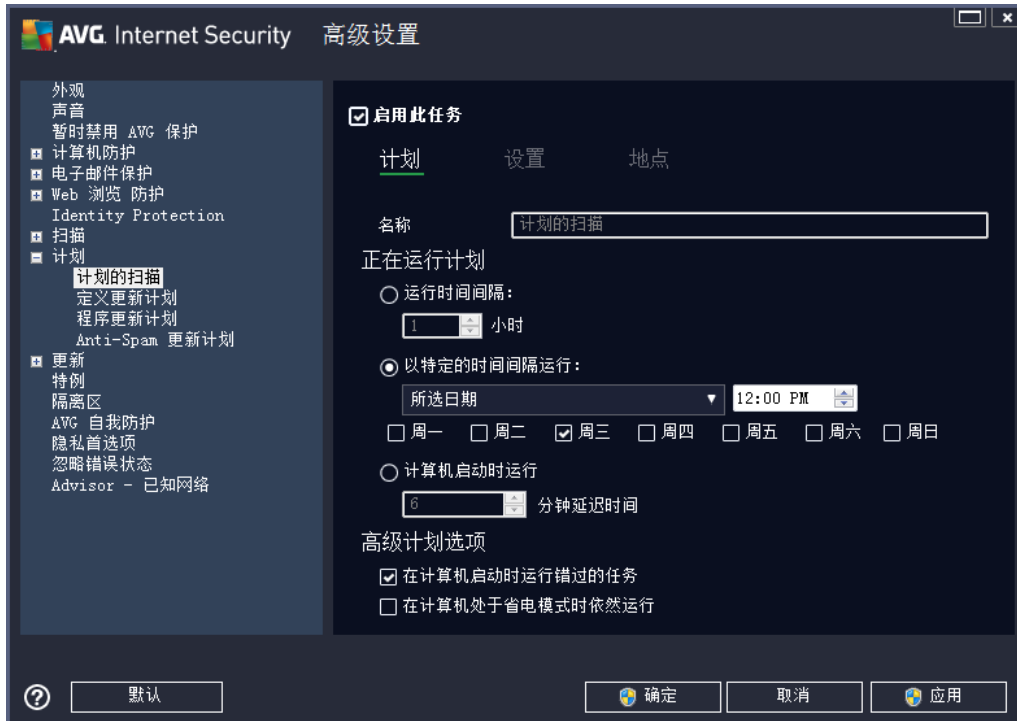 AVG. Internet Security 高级设置
外观
声音
暂时禁用 AVG 保护
计算机防护
电子邮件保护
Web 浏览 防护
Identity Protection
扫描
计划
计划的扫描
定义更新计划
程序更新计划
Anti-Spam 更新计划
更新
特例
隔离区
AVG 自我防护
隐私首选项
忽略错误状态
Advisor - 已知网络
启用此任务
计划 设置 地点
名称 计划的扫描
正在运行计划
运行时间间隔：
1 小时
以特定的时间间隔运行：
所选日期 12:00 PM
周一 周二 周三 周四 周五 周六 周日
计算机启动时运行
6 分钟延迟时间
高级计划选项
在计算机启动时运行错过的任务
在计算机处于省电模式时依然运行
默认 确定 取消 应用